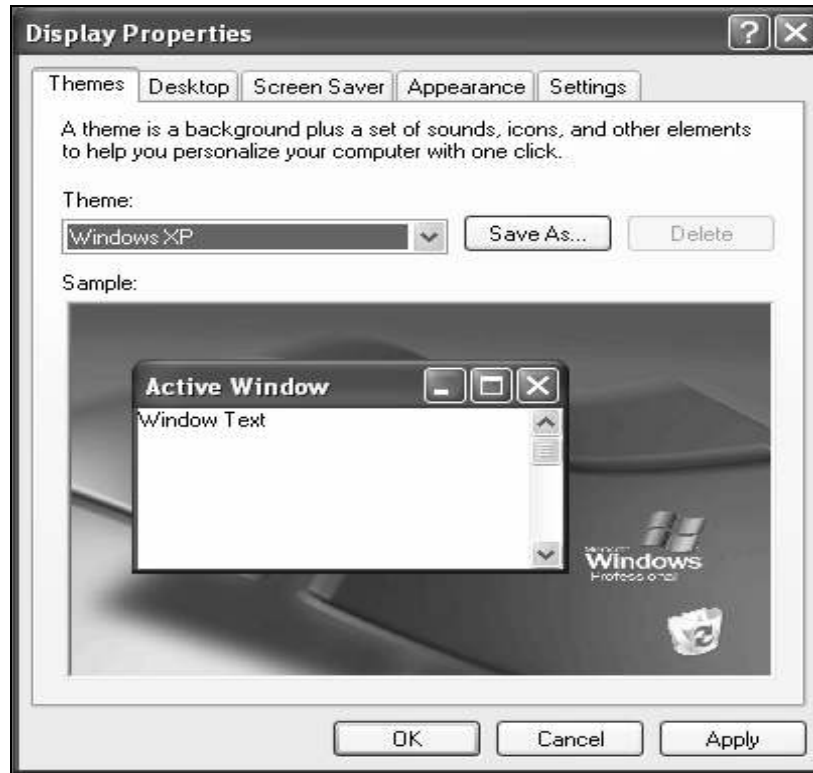 Display Properties
Themes Desktop Screen Saver Appearance Settings
A theme is a background plus a set of sounds, icons, and other elements
to help you personalize your computer with one click.
Theme:
Windows XP Save As... Delete
Sample:
Active Window
Window Text
Microsoft
Windows
Professional
OK Cancel Apply